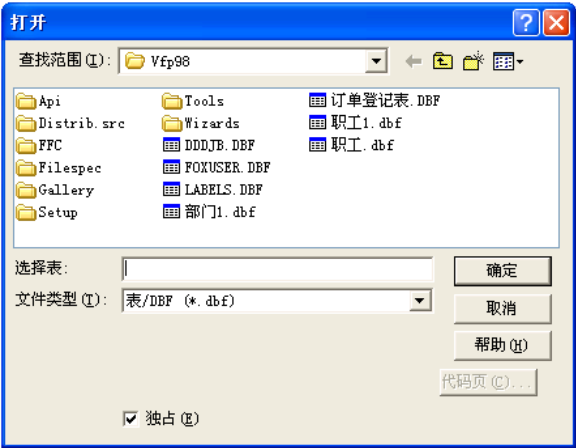 打开
查找范围(I): Vfp98
Api
Distrib.src
FFC
Filespec
Gallery
Setup
Tools
Wizards
DDDJB.DBF
FOXUSER.DBF
LABELS.DBF
部门1.dbf
订单登记表.DBF
职工1.dbf
职工.dbf
选择表:
确定
文件类型(T): 表/DBF (*.dbf)
取消
帮助(H)
代码页(C)...
独占(E)